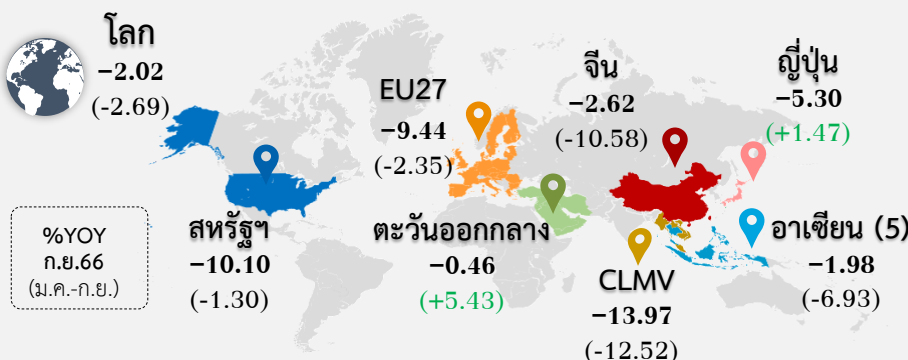 โลก
−2.02
(-2.69)
EU27
−9.44
(-2.35)
จีน
−2.62
(-10.58)
ญี่ปุ่น
−5.30
(+1.47)
%YOY
ก.ย.66
(ม.ค.-ก.ย.)
สหรัฐฯ
−10.10
(-1.30)
ตะวันออกกลาง
−0.46
(+5.43)
CLMV
−13.97
(-12.52)
อาเซียน (5)
−1.98
(-6.93)